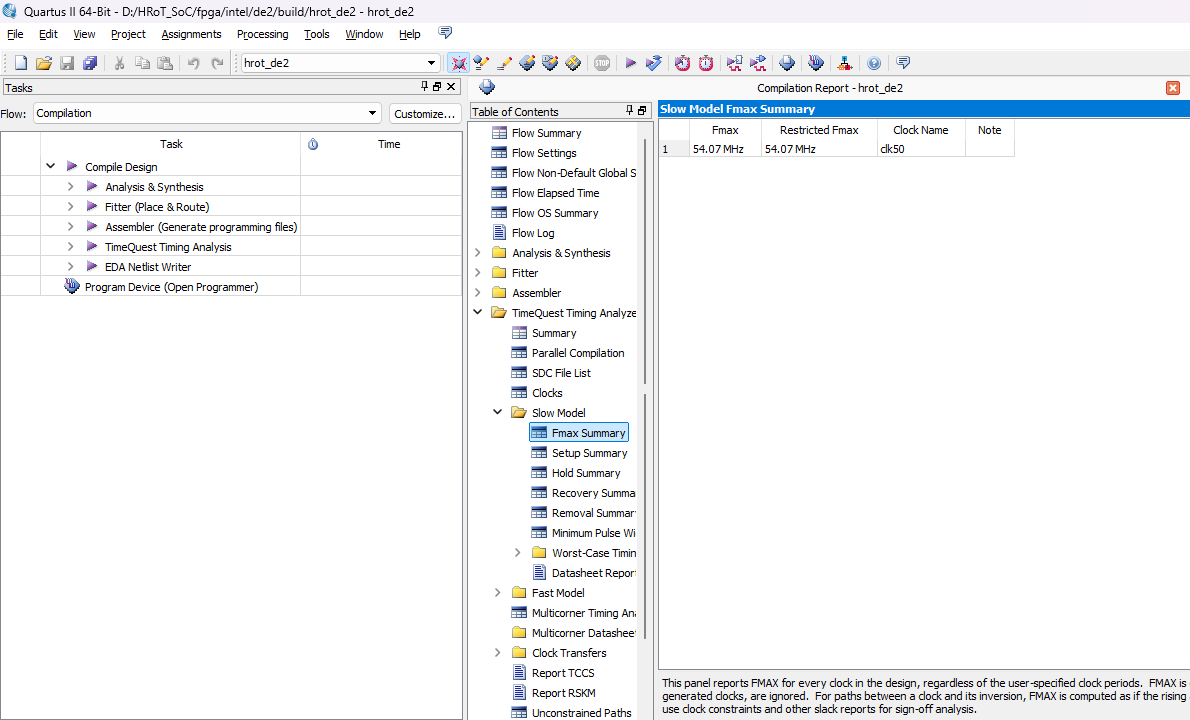 Quartus II 64-Bit - D:/HRoT_SoC/fpga/intel/de2/build/hrot_de2 - hrot_de2
File Edit View Project Assignments Processing Tools Window Help
hrot_de2
STOP
Tasks
Flow: Compilation Customize...
Task Time
Compile Design
Analysis & Synthesis
Fitter (Place & Route)
Assembler (Generate programming files)
TimeQuest Timing Analysis
EDA Netlist Writer
Program Device (Open Programmer)
Compilation Report - hrot_de2
Table of Contents
Flow Summary
Flow Settings
Flow Non-Default Global S
Flow Elapsed Time
Flow OS Summary
Flow Log
Analysis & Synthesis
Fitter
Assembler
TimeQuest Timing Analyze
Summary
Parallel Compilation
SDC File List
Clocks
Slow Model
Fmax Summary
Setup Summary
Hold Summary
Recovery Summa
Removal Summar
Minimum Pulse Wi
Worst-Case Timin
Datasheet Report
Fast Model
Multicorner Timing Ana
Multicorner Datasheet
Clock Transfers
Report TCCS
Report RSKM
Unconstrained Paths
Slow Model Fmax Summary
Fmax Restricted Fmax Clock Name Note
1 54.07 MHz 54.07 MHz clk50
This panel reports FMAX for every clock in the design, regardless of the user-specified clock periods. FMAX is
generated clocks, are ignored. For paths between a clock and its inversion, FMAX is computed as if the rising
use clock constraints and other slack reports for sign-off analysis.